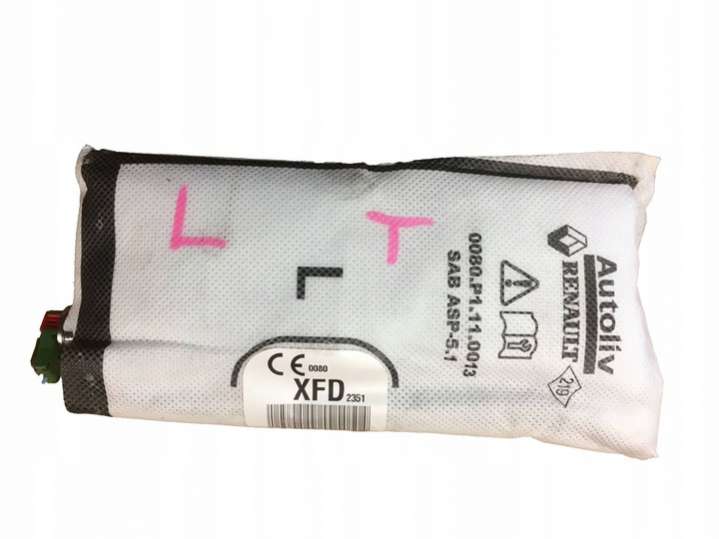 L
T
L
Autoliv
RENAULT
219
0080.P1.11.0013
SAB ASP-5.1
CE 0080
XFD 2351